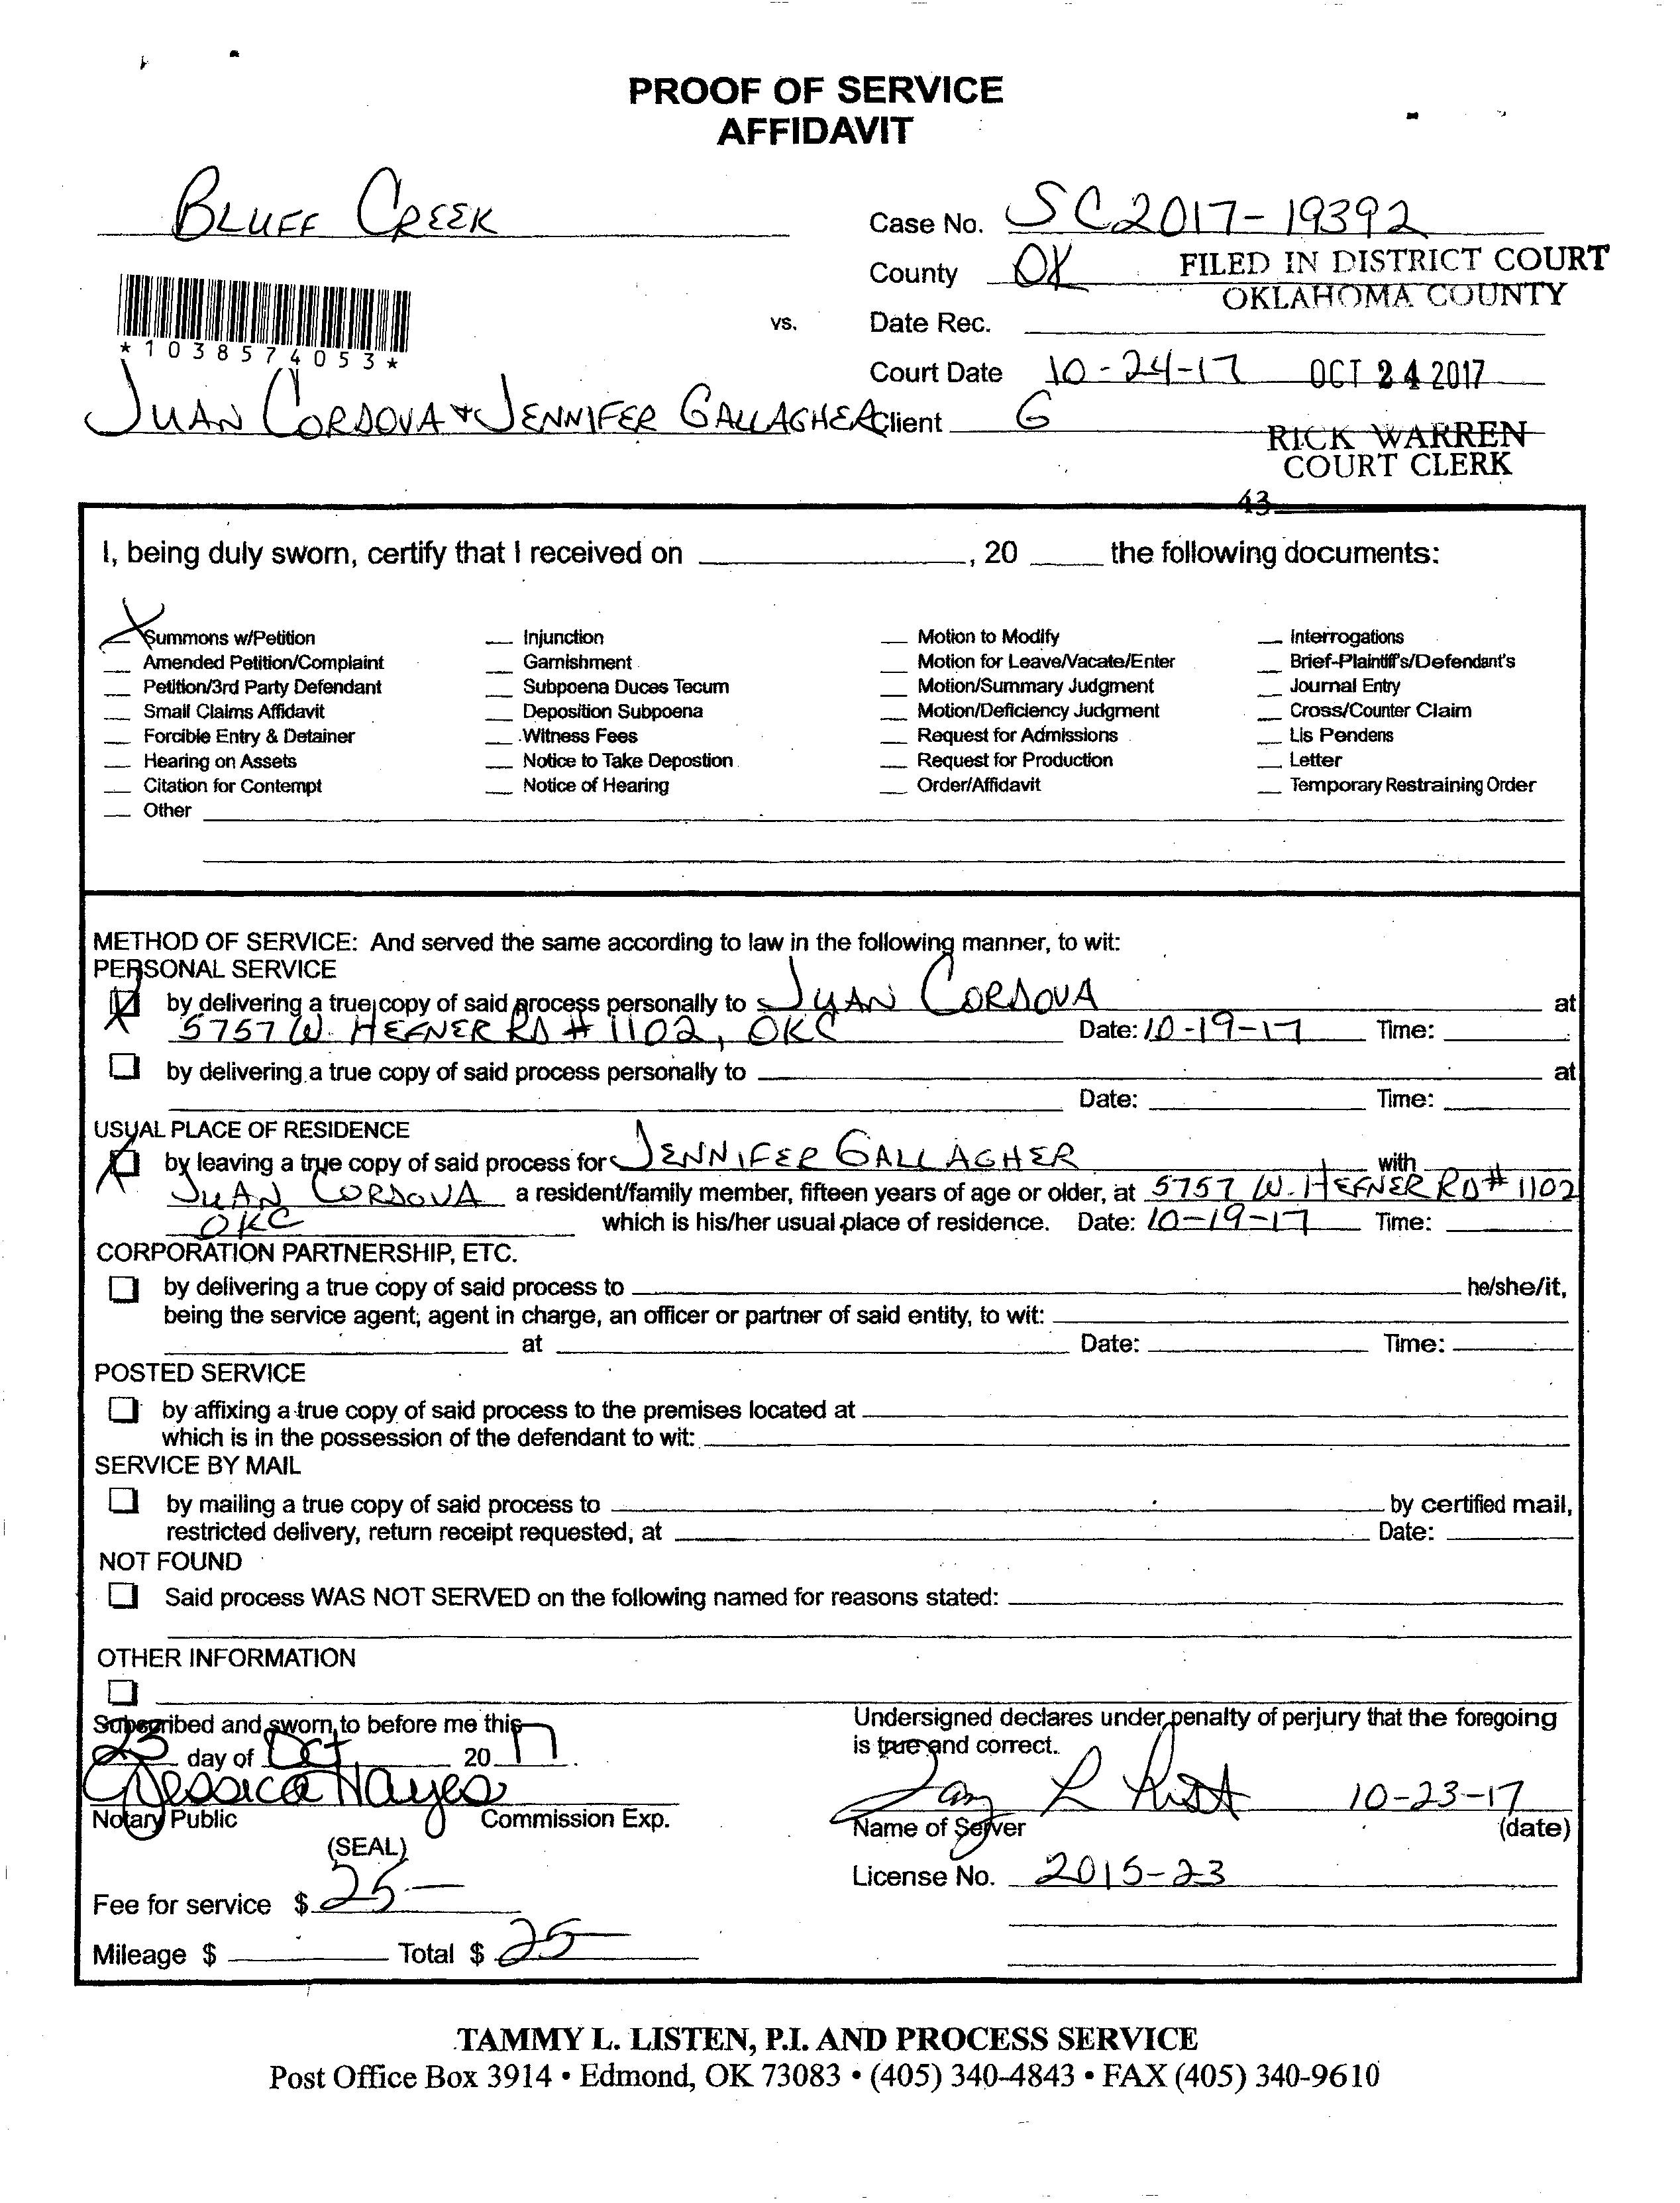 PROOF OF SERVICE
AFFIDAVIT
BLUFF CREEK
Case No. SC2017-19392
County OK
FILED IN DISTRICT COURT
OKLAHOMA COUNTY
*1038574053*
vs.
Date Rec.
Court Date 10-24-17 OCT 24 2017
JUAN CORDOVA & JENNIFER GALLAGHER Client G
RICK WARREN
COURT CLERK
43
I, being duly sworn, certify that I received on ____, 20 ____ the following documents:
X Summons w/Petition __ Injunction __ Motion to Modify __ Interrogations
__ Amended Petition/Complaint __ Garnishment __ Motion for Leave/Vacate/Enter __ Brief-Plaintiff's/Defendant's
__ Petition/3rd Party Defendant __ Subpoena Duces Tecum __ Motion/Summary Judgment __ Journal Entry
__ Small Claims Affidavit __ Deposition Subpoena __ Motion/Deficiency Judgment __ Cross/Counter Claim
__ Forcible Entry & Detainer __ Witness Fees __ Request for Admissions __ Lis Pendens
__ Hearing on Assets __ Notice to Take Depostion __ Request for Production __ Letter
__ Citation for Contempt __ Notice of Hearing __ Order/Affidavit __ Temporary Restraining Order
__ Other
METHOD OF SERVICE: And served the same according to law in the following manner, to wit:
PERSONAL SERVICE
by delivering a true copy of said process personally to JUAN CORDOVA at
5757 W. HEFNER RD # 1102, OKC Date: 10-19-17 Time:
by delivering a true copy of said process personally to ____ at
Date: ____ Time: ____
USUAL PLACE OF RESIDENCE
by leaving a true copy of said process for JENNIFER GALLAGHER with
JUAN CORDOVA a resident/family member, fifteen years of age or older, at 5757 W. HEFNER RD # 1102
OKC which is his/her usual place of residence. Date: 10-19-17 Time:
CORPORATION PARTNERSHIP, ETC.
by delivering a true copy of said process to ____ he/she/it,
being the service agent, agent in charge, an officer or partner of said entity, to wit:
at ____ Date: ____ Time: ____
POSTED SERVICE
by affixing a true copy of said process to the premises located at
which is in the possession of the defendant to wit:
SERVICE BY MAIL
by mailing a true copy of said process to ____ by certified mail,
restricted delivery, return receipt requested, at ____ Date: ____
NOT FOUND
Said process WAS NOT SERVED on the following named for reasons stated:
OTHER INFORMATION
Subscribed and sworn to before me this
23 day of Oct 20 17.
Jessica Hayes
Notary Public Commission Exp.
(SEAL)
Fee for service $ 25-
Mileage $ ____ Total $ 25-
Undersigned declares under penalty of perjury that the foregoing
is true and correct.
10-23-17
Name of Server (date)
License No. 2015-23
TAMMY L. LISTEN, P.I. AND PROCESS SERVICE
Post Office Box 3914 • Edmond, OK 73083 • (405) 340-4843 • FAX (405) 340-9610